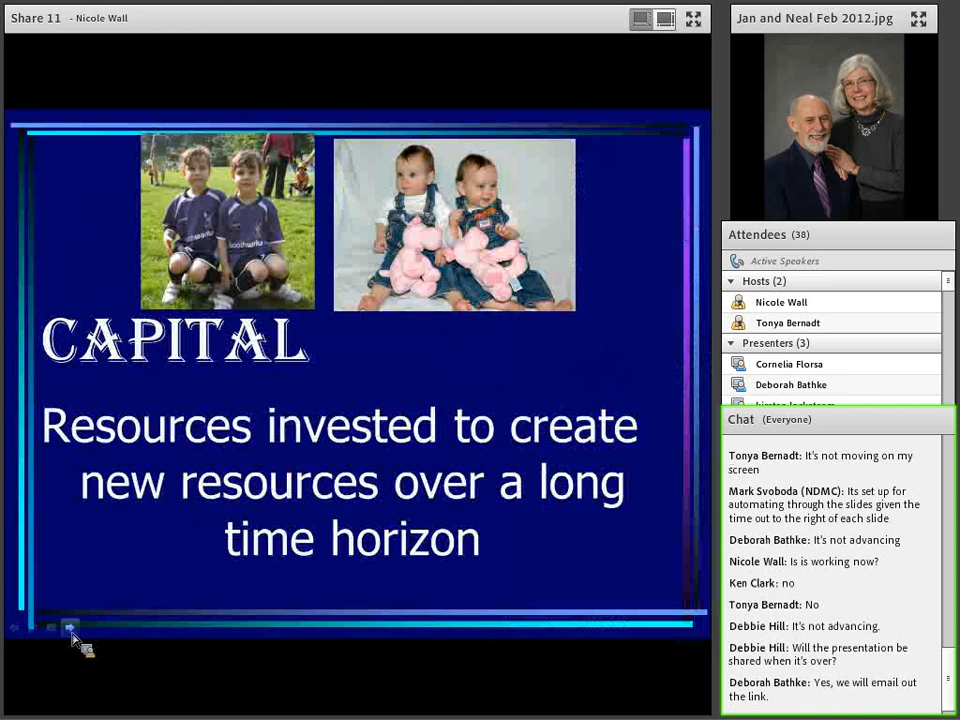 Share 11 - Nicole Wall
CAPITAL
Resources invested to create
new resources over a long
time horizon
Jan and Neal Feb 2012.jpg
Attendees (38)
Active Speakers
Hosts (2)
Nicole Wall
Tonya Bernadt
Presenters (3)
Cornelia Florsa
Deborah Bathke
Chat (Everyone)
Tonya Bernadt: It's not moving on my
screen
Mark Svoboda (NDMC): Its set up for
automating through the slides given the
time out to the right of each slide
Deborah Bathke: It's not advancing
Nicole Wall: Is is working now?
Ken Clark: no
Tonya Bernadt: No
Debbie Hill: It's not advancing.
Debbie Hill: Will the presentation be
shared when it's over?
Deborah Bathke: Yes, we will email out
the link.